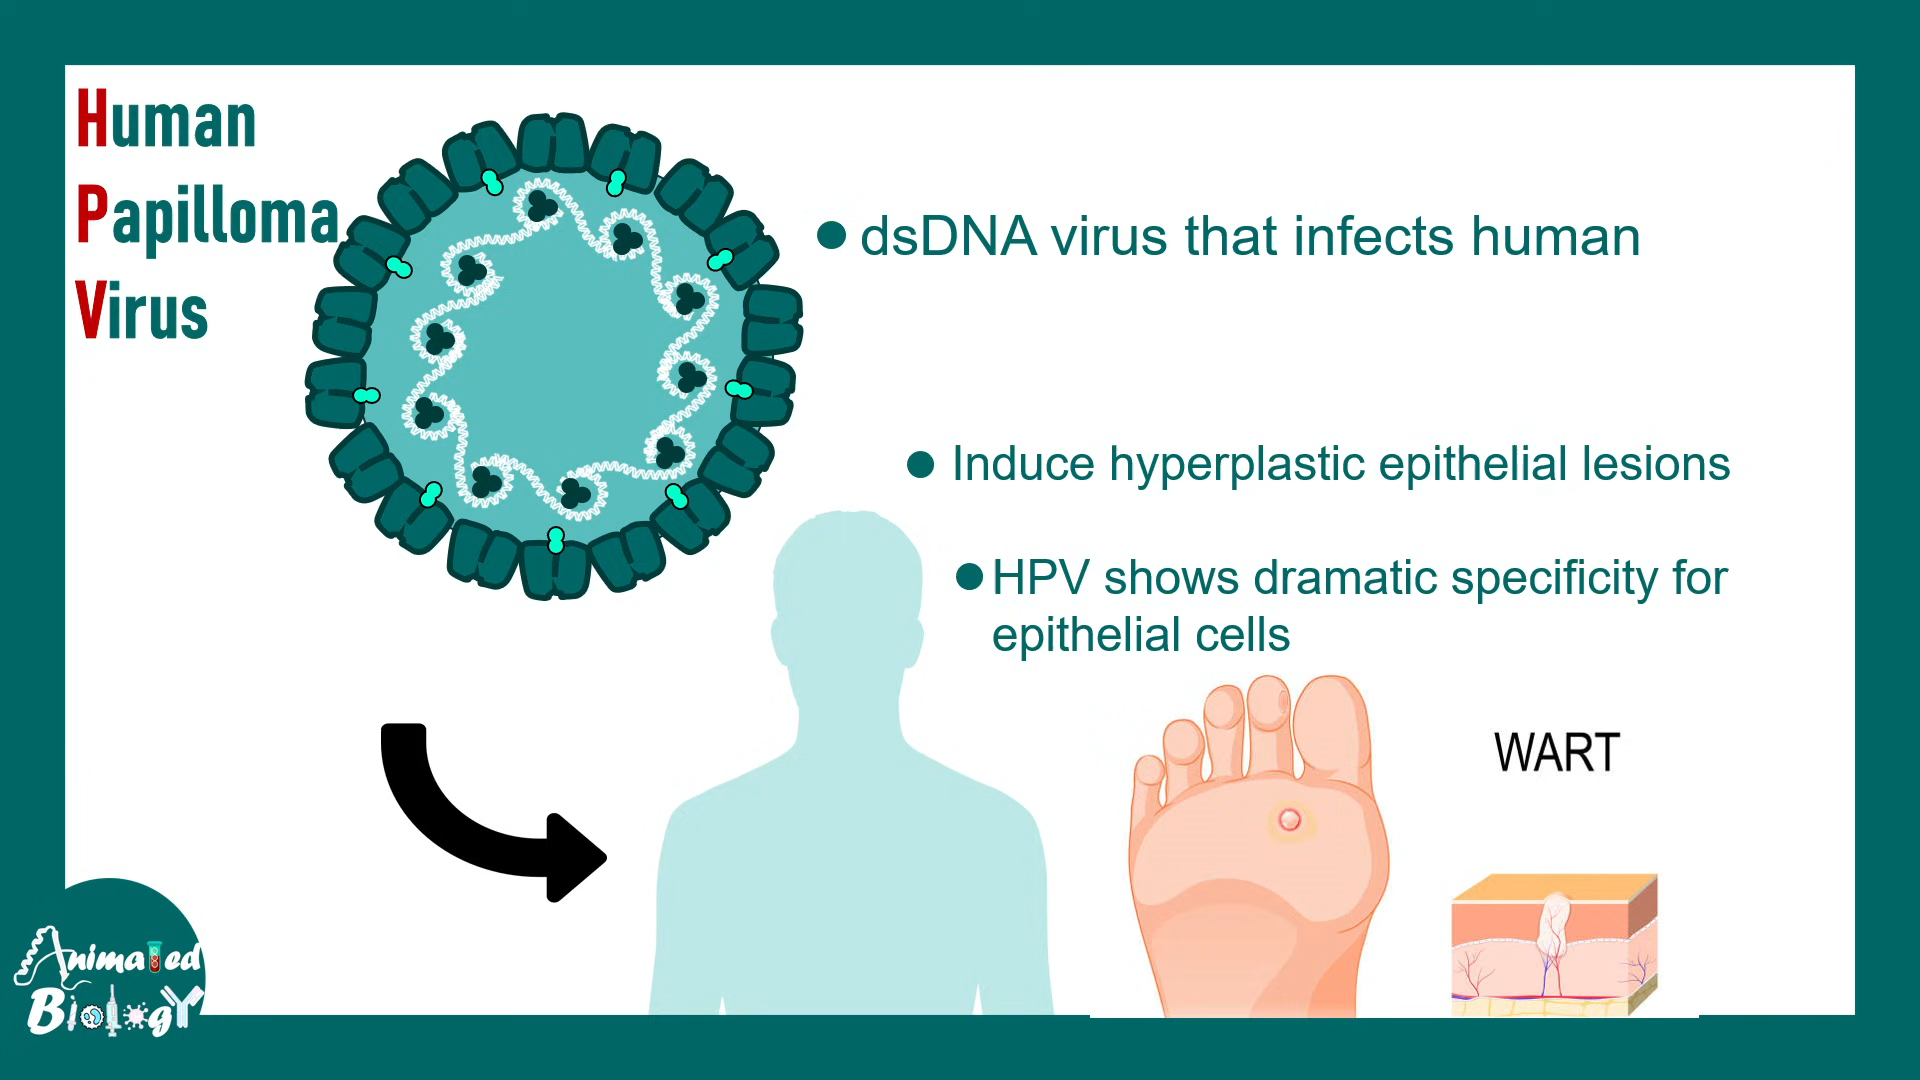 Human
Papilloma
Virus
● dsDNA virus that infects human
● Induce hyperplastic epithelial lesions
● HPV shows dramatic specificity for
epithelial cells
WART
Animated
Biology